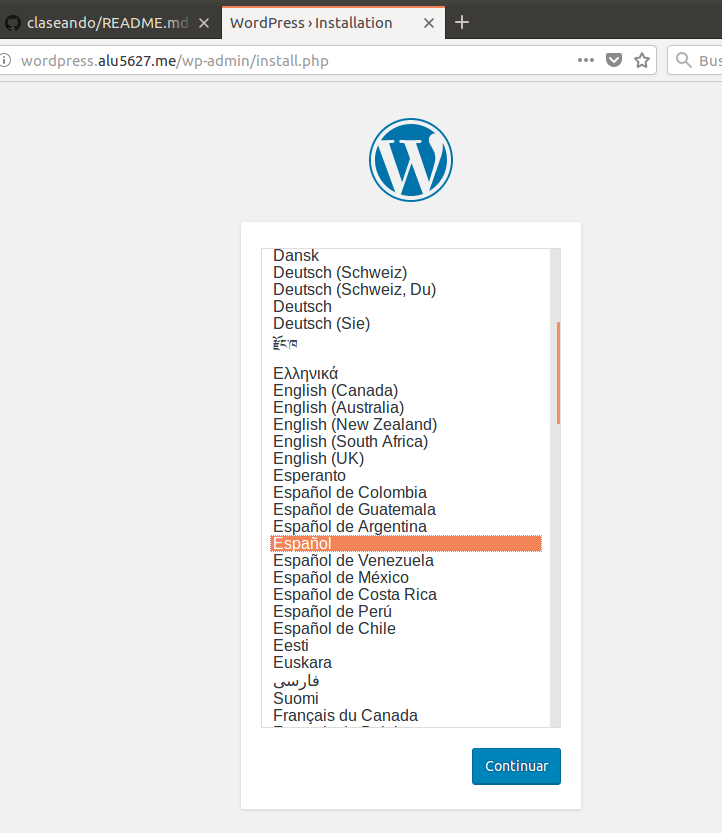 claseando/README.md
WordPress › Installation
wordpress.alu5627.me/wp-admin/install.php
Bus
Dansk
Deutsch (Schweiz)
Deutsch (Schweiz, Du)
Deutsch
Deutsch (Sie)
རྫོང་ཁ
Ελληνικά
English (Canada)
English (Australia)
English (New Zealand)
English (South Africa)
English (UK)
Esperanto
Español de Colombia
Español de Guatemala
Español de Argentina
Español
Español de Venezuela
Español de México
Español de Costa Rica
Español de Perú
Español de Chile
Eesti
Euskara
فارسی
Suomi
Français du Canada
Continuar